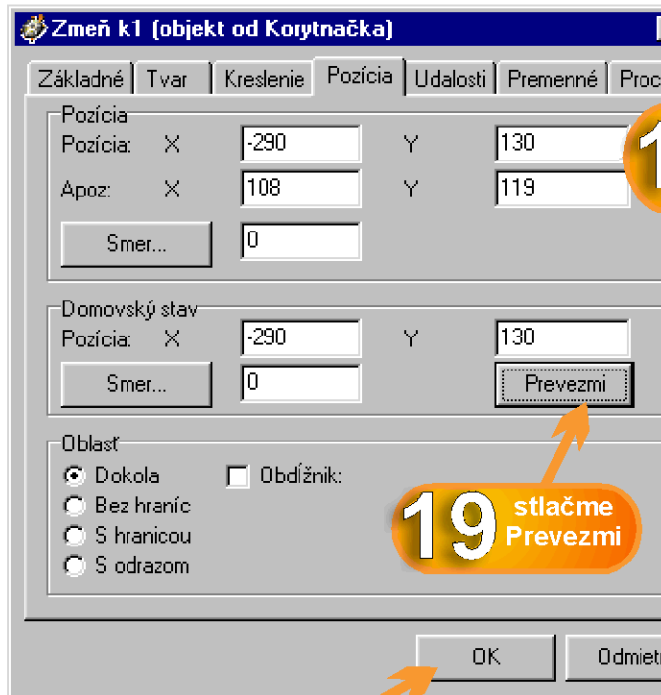 Zmeň k1 (objekt od Korytnačka)
Základné Tvar Kreslenie Pozícia Udalosti Premenné Proc
Pozícia
Pozícia: X -290 Y 130
Apoz: X 108 Y 119
Smer... 0
Domovský stav
Pozícia: X -290 Y 130
Smer... 0 Prevezmi
Oblasť
Dokola Obdĺžnik:
Bez hraníc
S hranicou
S odrazom
19 stlačme
Prevezmi
OK Odmietn